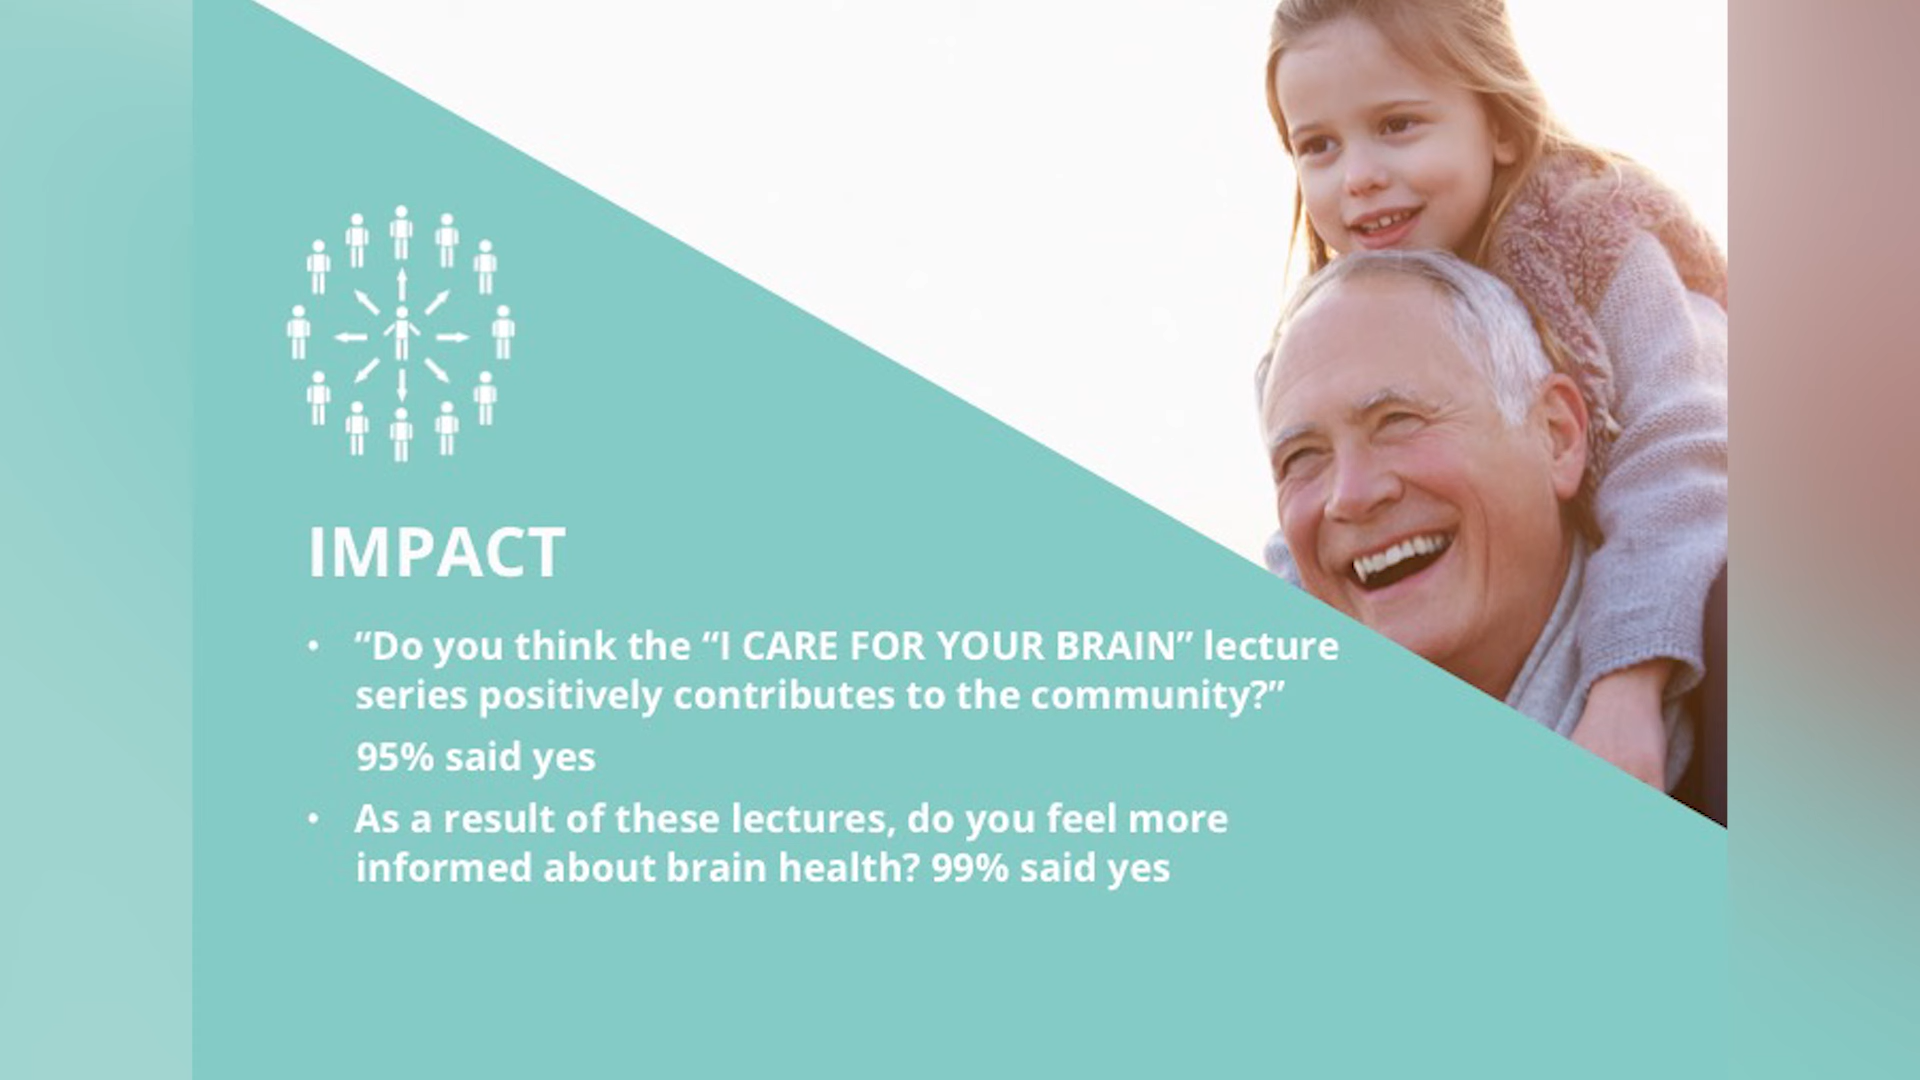 IMPACT
• “Do you think the “I CARE FOR YOUR BRAIN” lecture
series positively contributes to the community?”
95% said yes
• As a result of these lectures, do you feel more
informed about brain health? 99% said yes